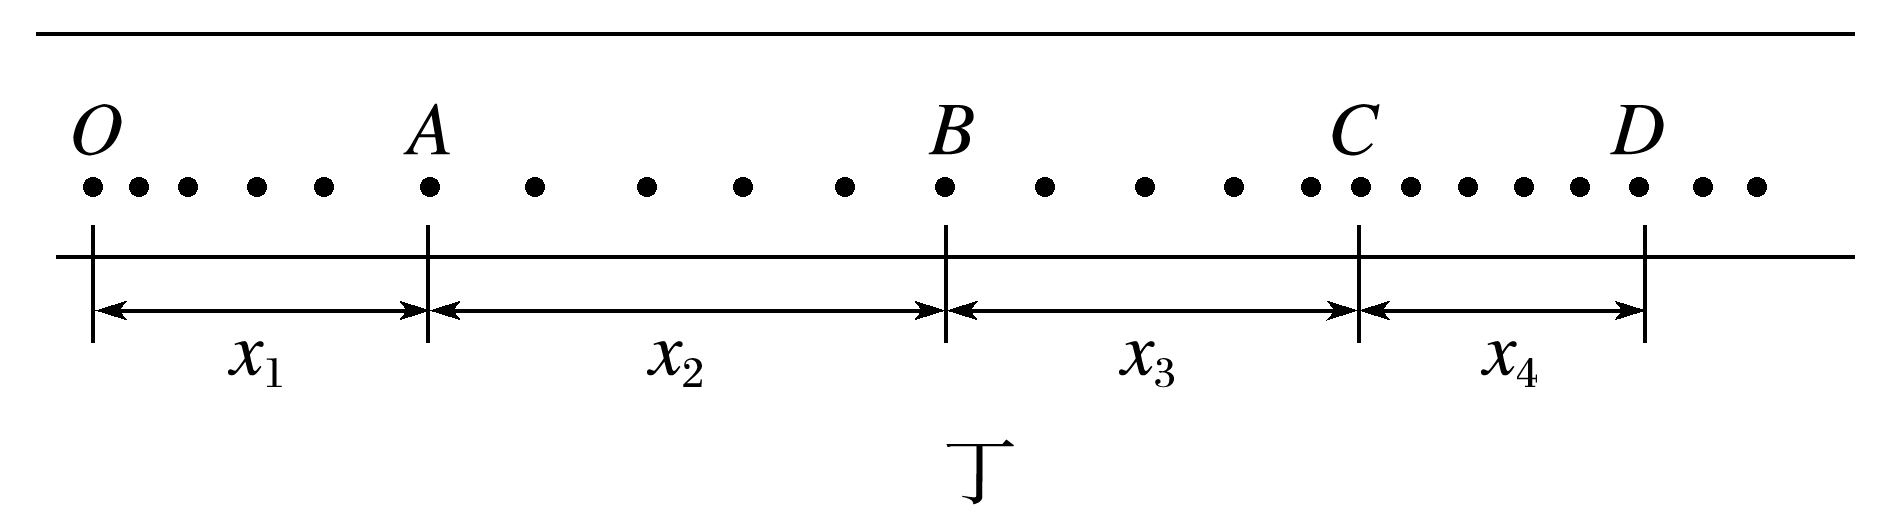 O A B C D
x₁ x₂ x₃ x₄
丁